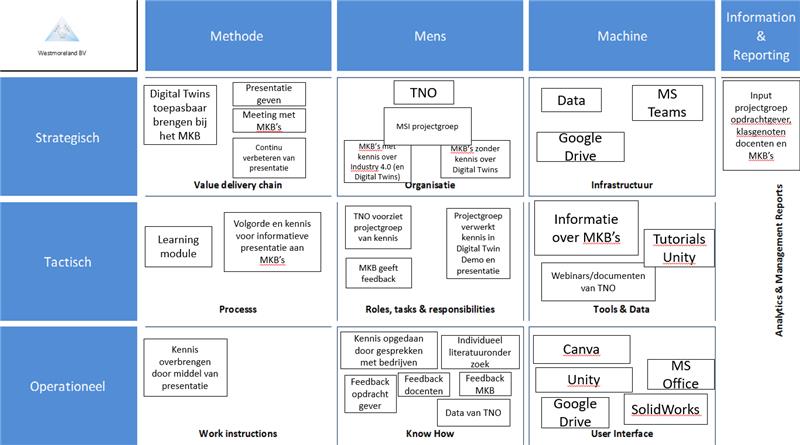 Westmoreland BV
Methode
Mens
Machine
Information
&
Reporting
Strategisch
Digital Twins
toepasbaar
brengen bij
het MKB
Presentatie
geven
Meeting met
MKB's
Continu
verbeteren van
presentatie
Value delivery chain
TNO
MSI projectgroep
MKB's met
kennis over
Industry 4.0 (en
Digital Twins)
MKB's zonder
kennis over
Digital Twins
Organisatie
Data
MS
Teams
Google
Drive
Infrastructuur
Input
projectgroep
opdrachtgever,
klasgenoten
docenten en
MKB's
Analytics & Management Reports
Tactisch
Learning
module
Volgorde en kennis
voor informatieve
presentatie aan
MKB's
Processs
TNO voorziet
projectgroep
van kennis
MKB geeft
feedback
Projectgroep
verwerkt
kennis in
Digital Twin
Demo en
presentatie
Roles, tasks & responsibilities
Informatie
over MKB's
Tutorials
Unity
Webinars/documenten
van TNO
Tools & Data
Operationeel
Kennis
overbrengen
door middel van
presentatie
Work instructions
Kennis opgedaan
door gesprekken
met bedrijven
Individueel
literatuuronder
zoek
Feedback
opdracht
gever
Feedback
docenten
Feedback
MKB
Data van TNO
Know How
Canva
Unity
Google
Drive
MS
Office
SolidWorks
User Interface